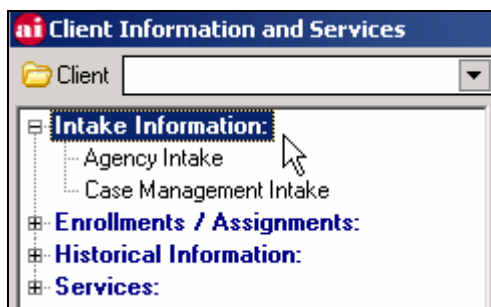 ai Client Information and Services
Client
Intake Information:
Agency Intake
Case Management Intake
Enrollments / Assignments:
Historical Information:
Services: